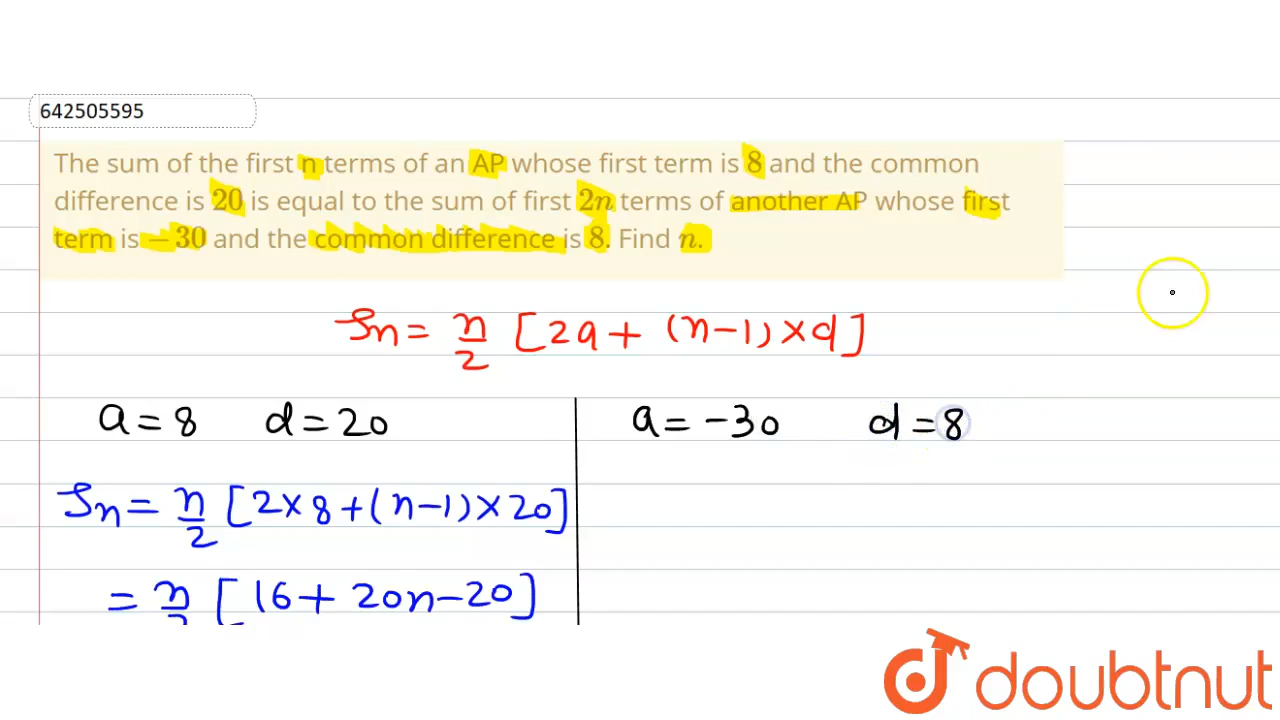 642505595
The sum of the first n terms of an AP whose first term is 8 and the common
difference is 20 is equal to the sum of first 2n terms of another AP whose first
term is −30 and the common difference is 8. Find n.
Sn = n/2 [2a + (n−1) × d]
a = 8 d = 20
a = −30 d = 8
Sn = n/2 [2×8 + (n−1) × 20]
= n/2 [16 + 20n − 20]
doubtnut